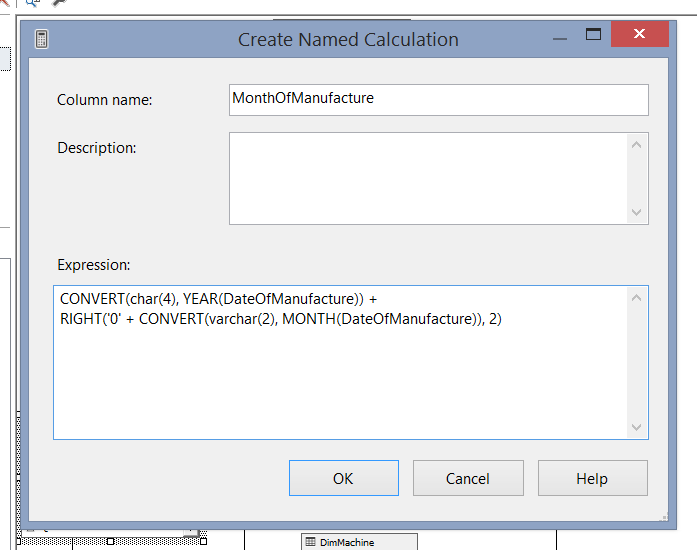 Create Named Calculation
Column name:
MonthOfManufacture
Description:
Expression:
CONVERT(char(4), YEAR(DateOfManufacture)) +
RIGHT('0' + CONVERT(varchar(2), MONTH(DateOfManufacture)), 2)
OK
Cancel
Help
DimMachine